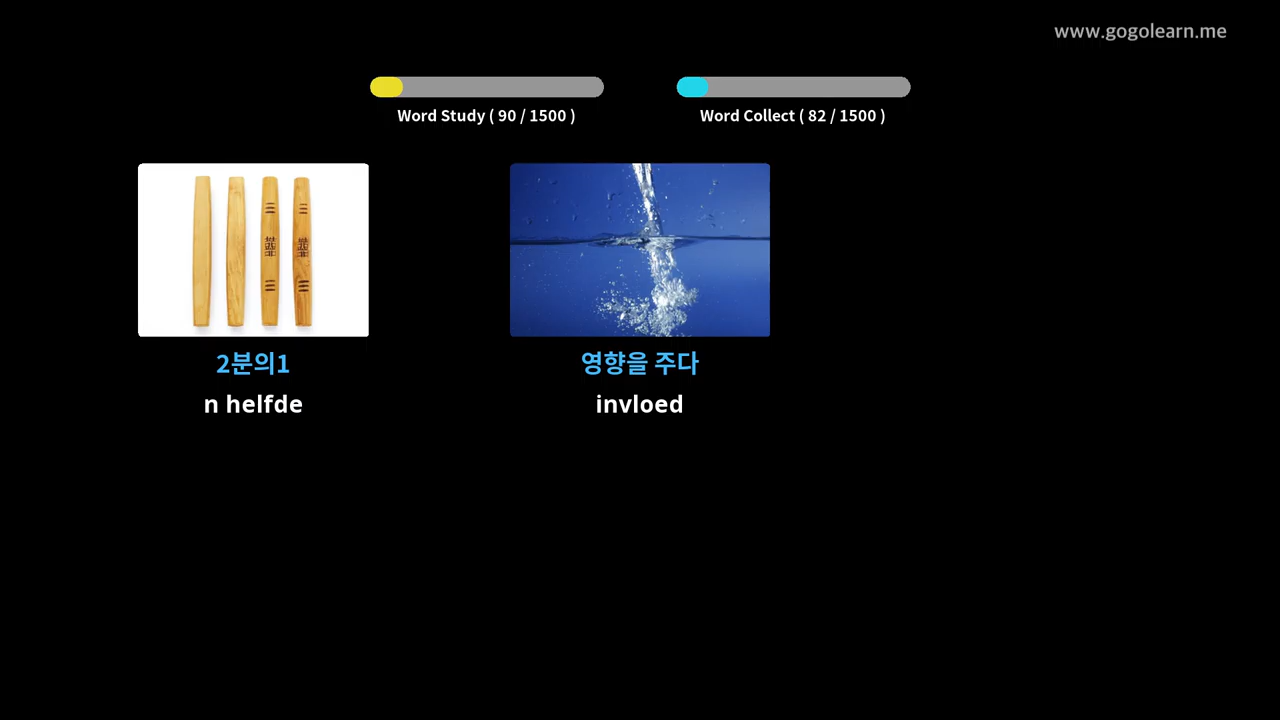 www.gogolearn.me
Word Study ( 90 / 1500 )
Word Collect ( 82 / 1500 )
2분의1
n helfde
영향을 주다
invloed